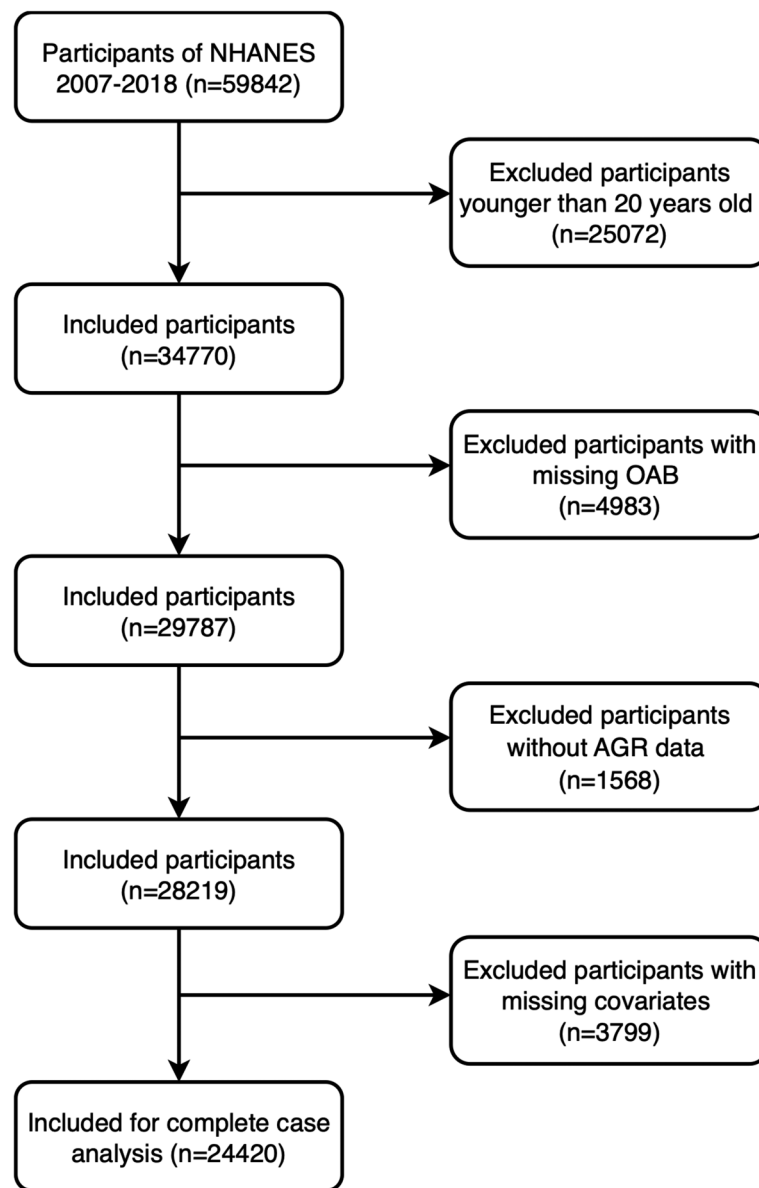 Participants of NHANES
2007-2018 (n=59842)
Excluded participants
younger than 20 years old
(n=25072)
Included participants
(n=34770)
Excluded participants with
missing OAB
(n=4983)
Included participants
(n=29787)
Excluded participants
without AGR data
(n=1568)
Included participants
(n=28219)
Excluded participants with
missing covariates
(n=3799)
Included for complete case
analysis (n=24420)